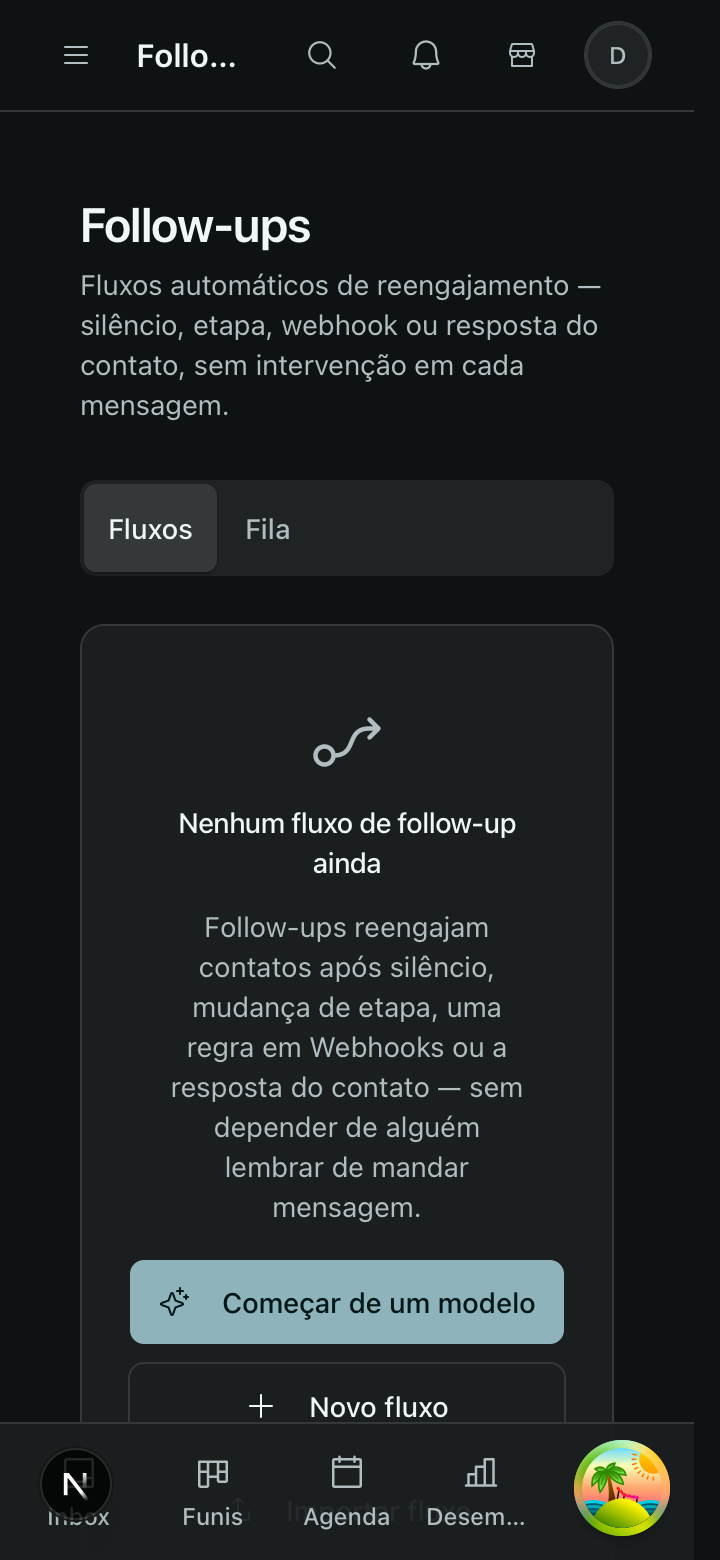 Follo...
D
Follow-ups
Fluxos automáticos de reengajamento —
silêncio, etapa, webhook ou resposta do
contato, sem intervenção em cada
mensagem.
Fluxos
Fila
Nenhum fluxo de follow-up
ainda
Follow-ups reengajam
contatos após silêncio,
mudança de etapa, uma
regra em Webhooks ou a
resposta do contato — sem
depender de alguém
lembrar de mandar
mensagem.
Começar de um modelo
Novo fluxo
Importar fluxo
N
Inbox
Funis
Agenda
Desem...